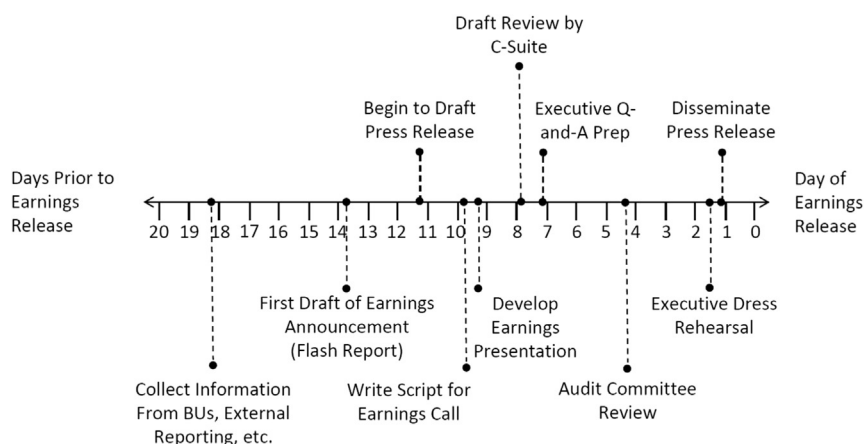 Draft Review by
C-Suite
Begin to Draft
Press Release
Executive Q-
and-A Prep
Disseminate
Press Release
Days Prior to
Earnings
Release
Day of
Earnings
Release
20 19 18 17 16 15 14 13 12 11 10 9 8 7 6 5 4 3 2 1 0
First Draft of Earnings
Announcement
(Flash Report)
Develop
Earnings
Presentation
Executive Dress
Rehearsal
Collect Information
From BUs, External
Reporting, etc.
Write Script for
Earnings Call
Audit Committee
Review